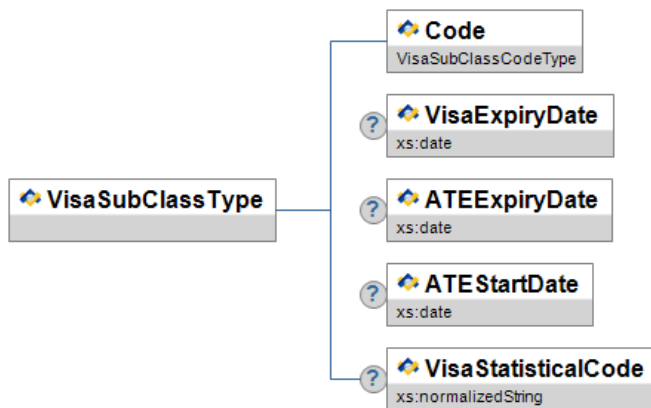 Code
VisaSubClassCodeType
?
VisaExpiryDate
xs:date
VisaSubClassType
?
ATEExpiryDate
xs:date
?
ATEStartDate
xs:date
?
VisaStatisticalCode
xs:normalizedString